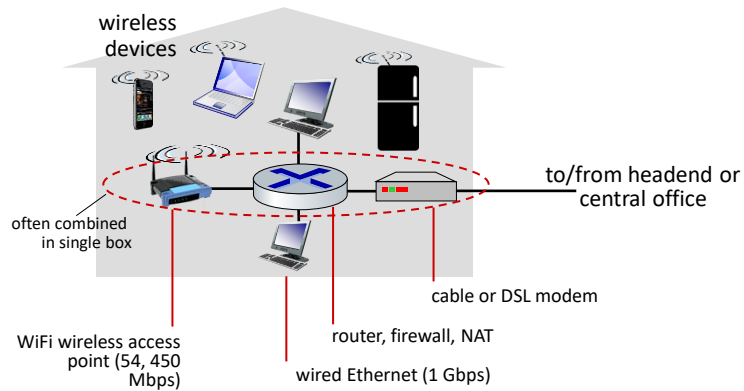 wireless
devices
to/from headend or
central office
often combined
in single box
cable or DSL modem
router, firewall, NAT
WiFi wireless access
point (54, 450
Mbps)
wired Ethernet (1 Gbps)